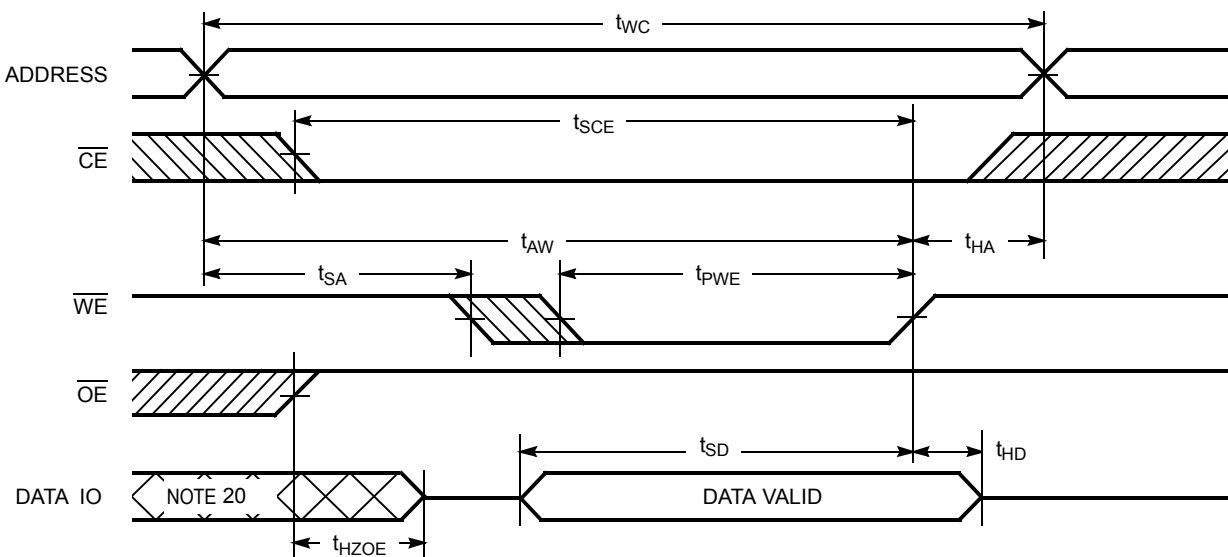 tWC
ADDRESS
tSCE
CE
tAW
tHA
tSA
tPWE
WE
OE
tSD
tHD
DATA IO
NOTE 20
DATA VALID
tHZOE